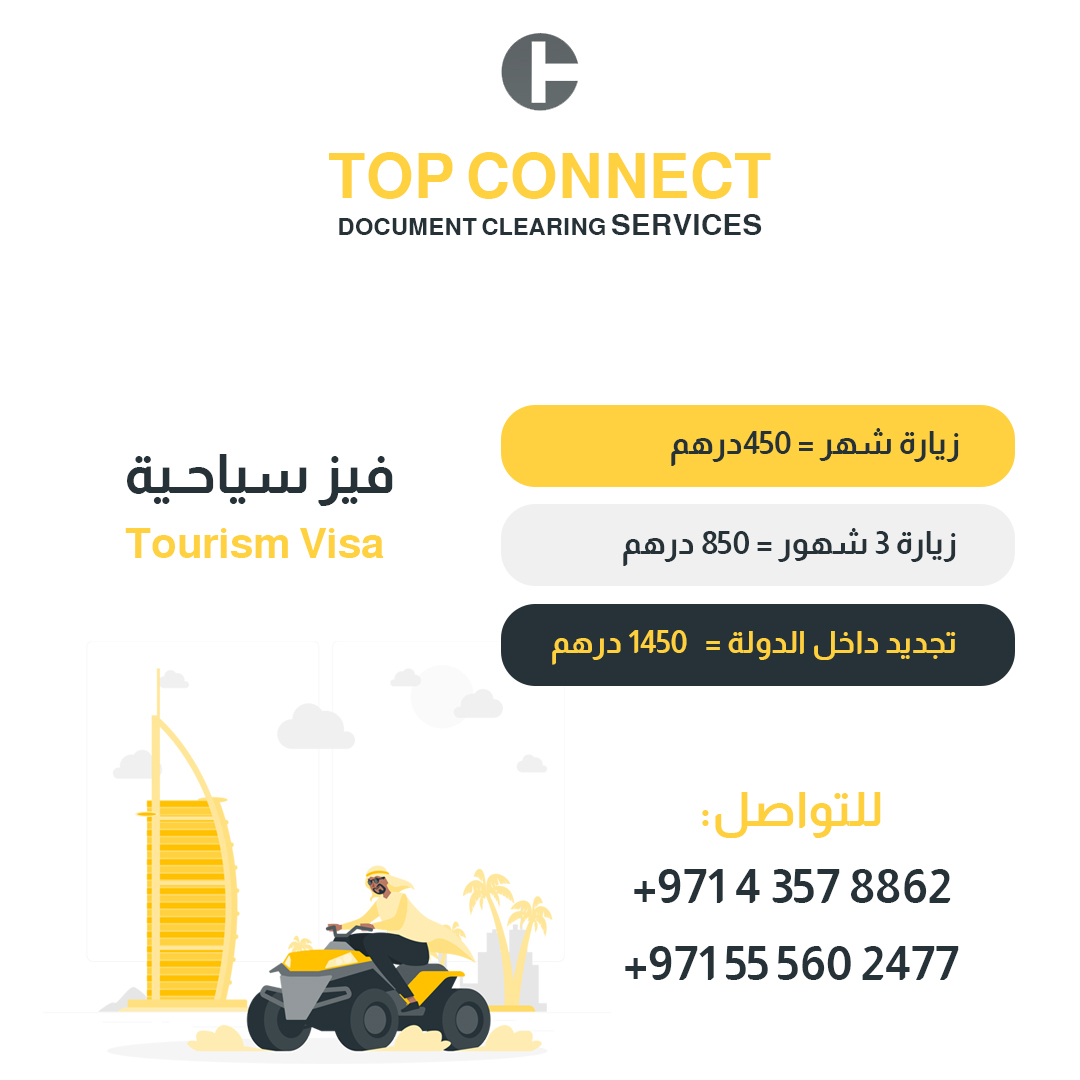 TOP CONNECT
DOCUMENT CLEARING SERVICES
فيز سياحية
Tourism Visa
زيارة شهر = 450درهم
زيارة 3 شهور = 850 درهم
تجديد داخل الدولة = 1450 درهم
للتواصل:
+971 4 357 8862
+971 55 560 2477